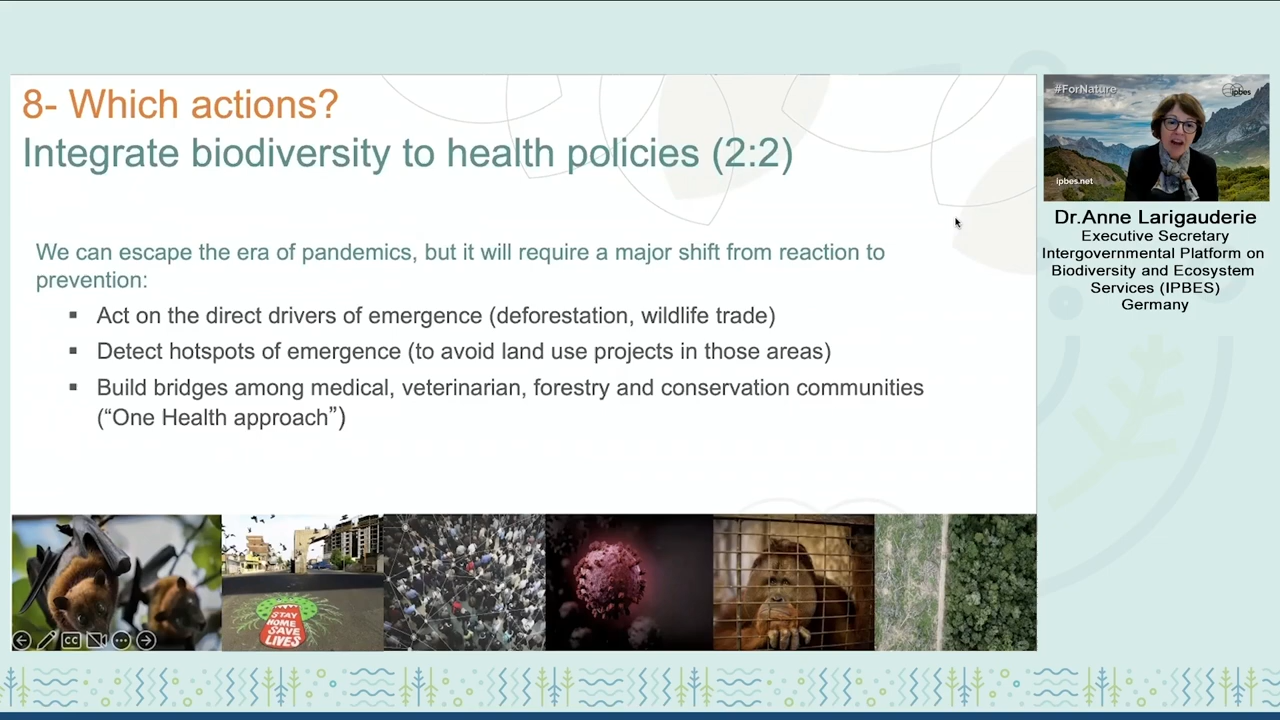 8- Which actions?
Integrate biodiversity to health policies (2:2)
We can escape the era of pandemics, but it will require a major shift from reaction to
prevention:
▪ Act on the direct drivers of emergence (deforestation, wildlife trade)
▪ Detect hotspots of emergence (to avoid land use projects in those areas)
▪ Build bridges among medical, veterinarian, forestry and conservation communities
(“One Health approach”)
STAY
HOME
SAVE
LIVES
CC
#ForNature
ipbes
ipbes.net
Dr.Anne Larigauderie
Executive Secretary
Intergovernmental Platform on
Biodiversity and Ecosystem
Services (IPBES)
Germany